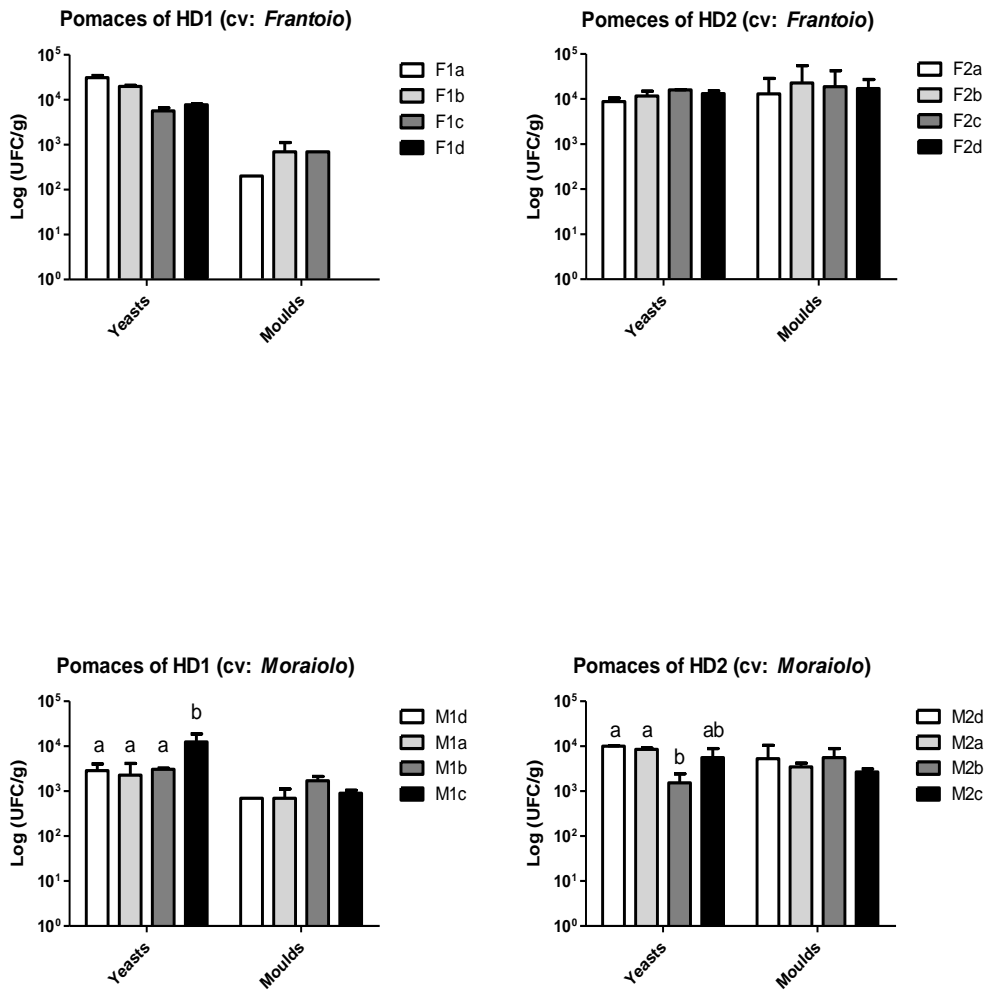 Pomaces of HD1 (cv: Frantoio)
Log (UFC/g)
10⁵
10⁴
10³
10²
10¹
10⁰
Yeasts
Moulds
F1a
F1b
F1c
F1d
Pomeces of HD2 (cv: Frantoio)
Log (UFC/g)
10⁵
10⁴
10³
10²
10¹
10⁰
Yeasts
Moulds
F2a
F2b
F2c
F2d
Pomaces of HD1 (cv: Moraiolo)
Log (UFC/g)
10⁵
10⁴
10³
10²
10¹
10⁰
a a a b
Yeasts
Moulds
M1d
M1a
M1b
M1c
Pomaces of HD2 (cv: Moraiolo)
Log (UFC/g)
10⁵
10⁴
10³
10²
10¹
10⁰
a a b ab
Yeasts
Moulds
M2d
M2a
M2b
M2c